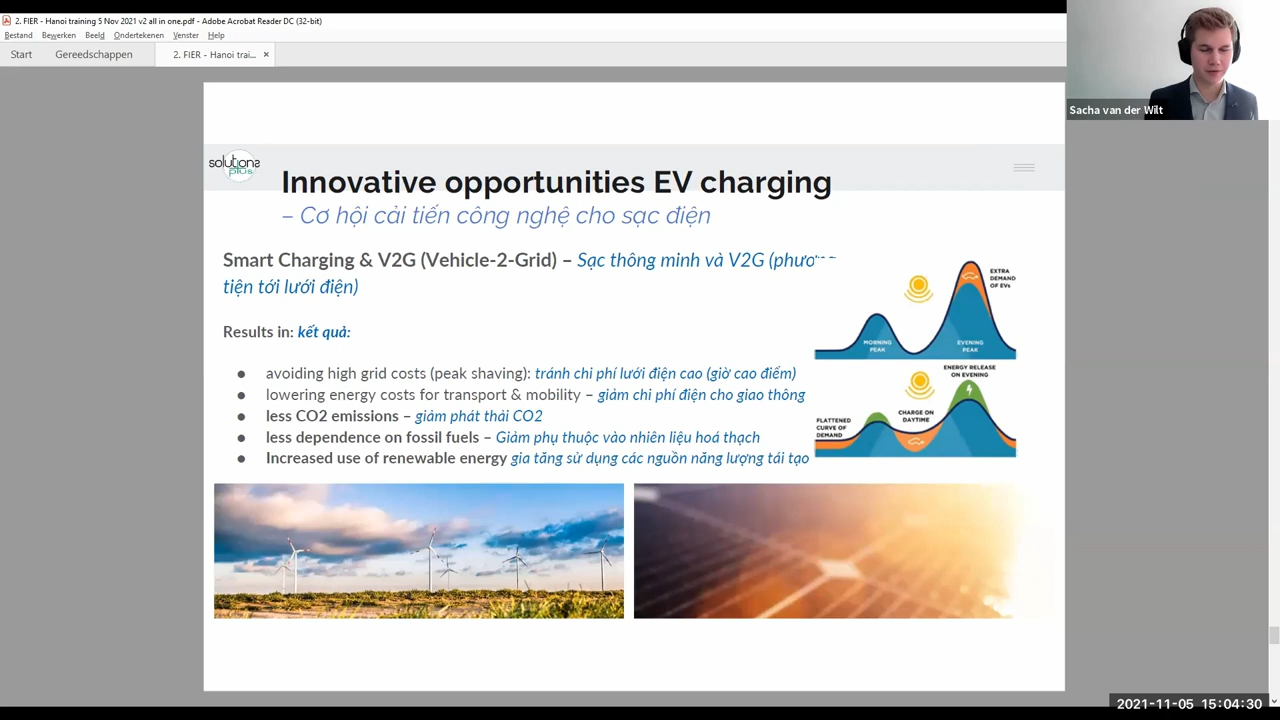 2. FIER - Hanoi training 5 Nov 2021 v2 all in one.pdf - Adobe Acrobat Reader DC (32-bit)
Bestand Bewerken Beeld Ondertekenen Venster Help
Start Gereedschappen 2. FIER - Hanoi trai... ×
Sacha van der Wilt
solutions
plus
Innovative opportunities EV charging
– Cơ hội cải tiến công nghệ cho sạc điện
Smart Charging & V2G (Vehicle-2-Grid) – Sạc thông minh và V2G
tiện tới lưới điện)
Results in: kết quả:
● avoiding high grid costs (peak shaving): tránh chi phí lưới điện cao (giờ cao điểm)
● lowering energy costs for transport & mobility – giảm chi phí điện cho giao thông
● less CO2 emissions – giảm phát thải CO2
● less dependence on fossil fuels – Giảm phụ thuộc vào nhiên liệu hoá thạch
● Increased use of renewable energy gia tăng sử dụng các nguồn năng lượng tái tạo
EXTRA
DEMAND
OF EVs
MORNING
PEAK
EVENING
PEAK
ENERGY RELEASE
ON EVENING
CHARGE ON
DAYTIME
FLATTENED
CURVE OF
DEMAND
2021-11-05 15:04:30